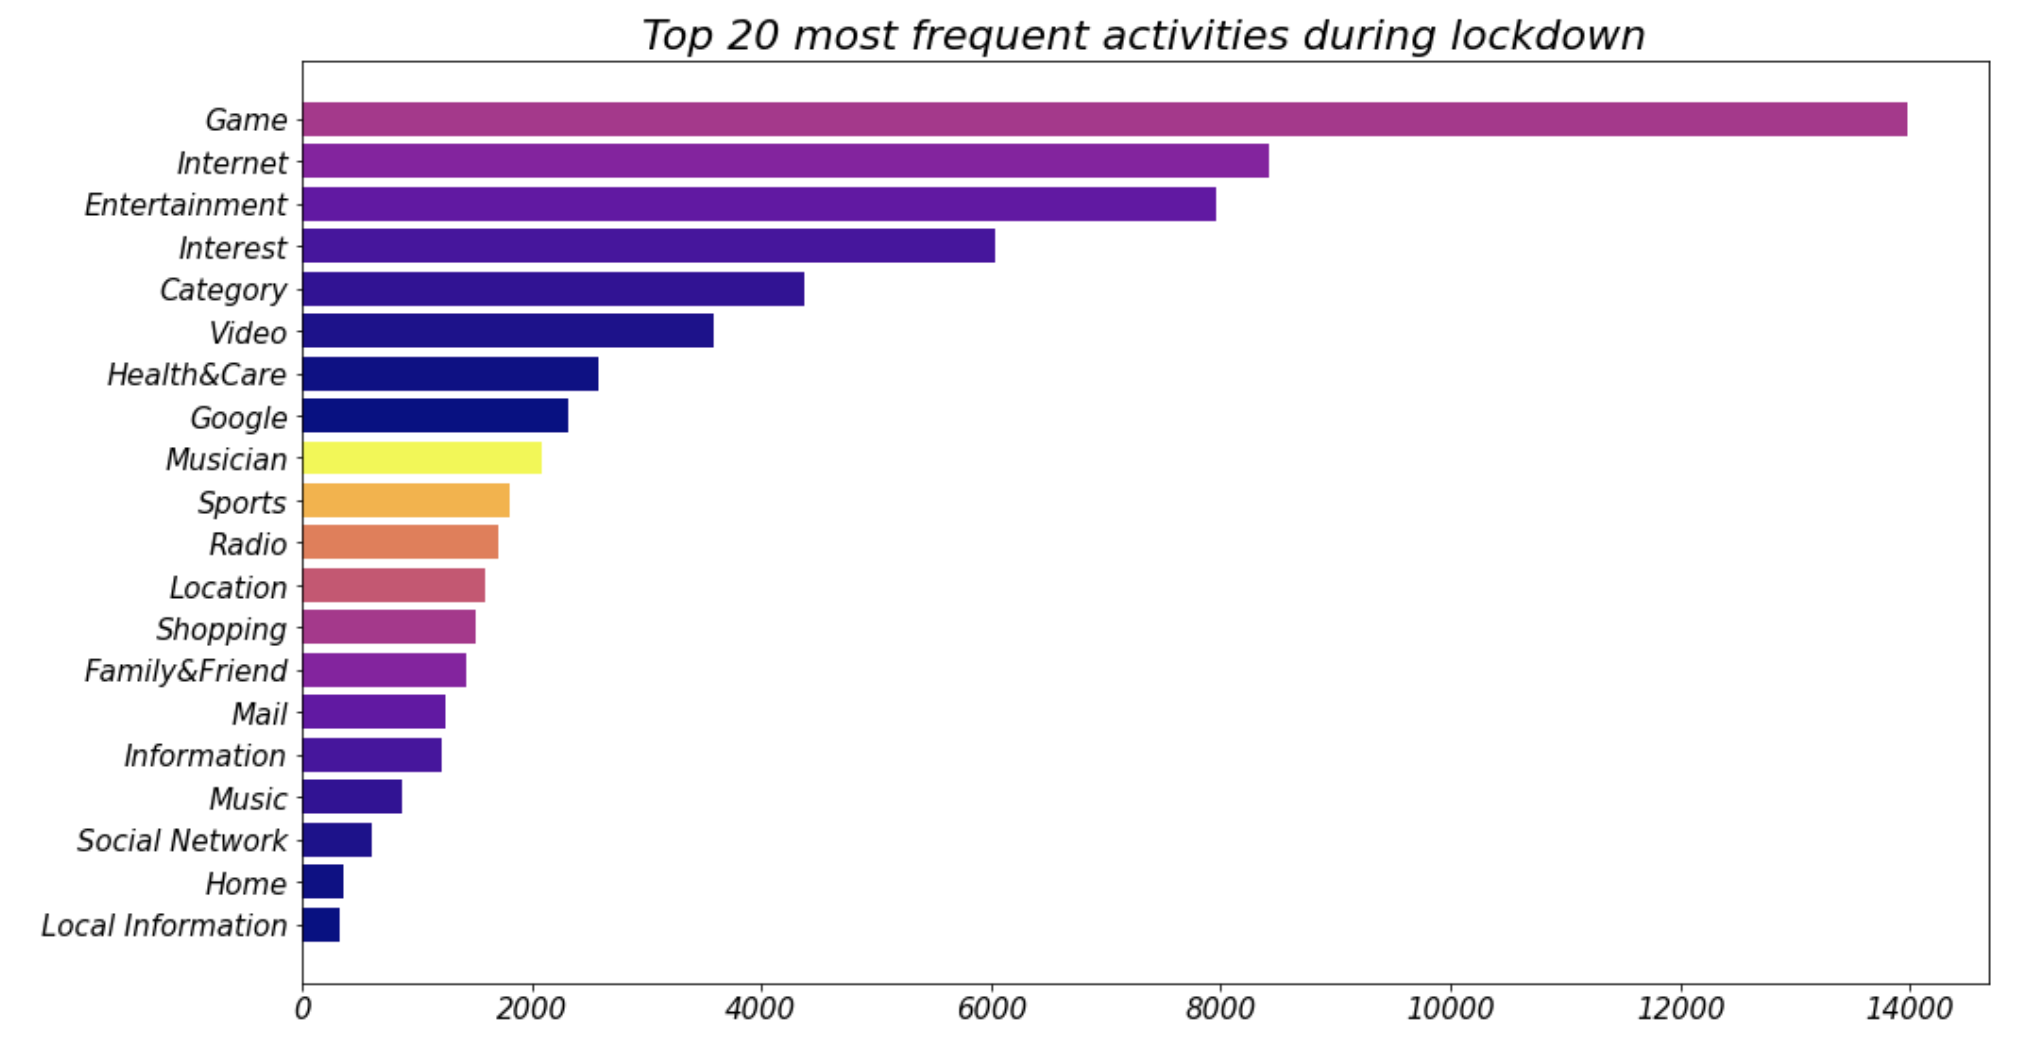 Top 20 most frequent activities during lockdown
Game
Internet
Entertainment
Interest
Category
Video
Health&Care
Google
Musician
Sports
Radio
Location
Shopping
Family&Friend
Mail
Information
Music
Social Network
Home
Local Information
0 2000 4000 6000 8000 10000 12000 14000